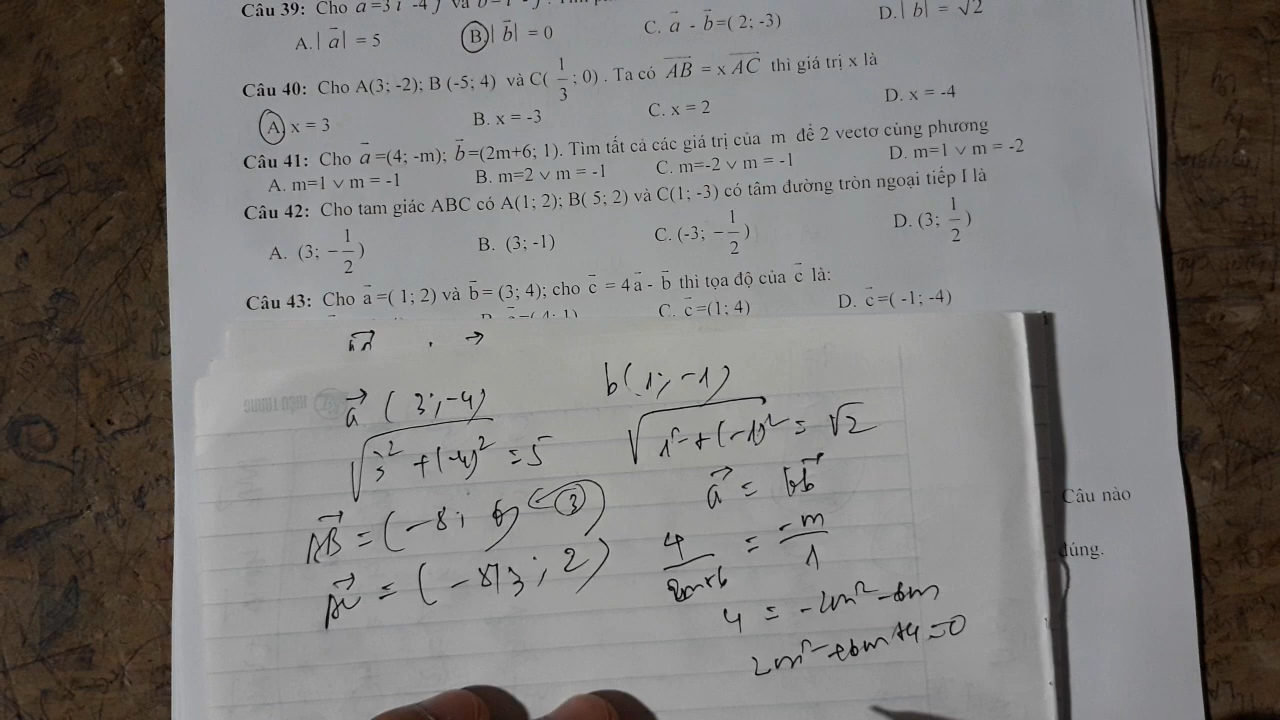 Câu 39: Cho a=3i -4j và
A.|a| = 5 B|b| = 0 C. a - b=( 2; -3) D.|b| = √2
Câu 40: Cho A(3; -2); B (-5; 4) và C( 1/3; 0) . Ta có AB = x AC thì giá trị x là
A x = 3 B. x = -3 C. x = 2 D. x = -4
Câu 41: Cho a =(4; -m); b=(2m+6; 1). Tìm tất cả các giá trị của m để 2 vectơ cùng phương
A. m=1 ∨ m = -1 B. m=2 ∨ m = -1 C. m=-2 ∨ m = -1 D. m=1 ∨ m = -2
Câu 42: Cho tam giác ABC có A(1; 2); B( 5; 2) và C(1; -3) có tâm đường tròn ngoại tiếp I là
A. (3; -1/2) B. (3; -1) C. (-3; -1/2) D. (3; 1/2)
Câu 43: Cho a =( 1; 2) và b = (3; 4); cho c = 4a - b thì tọa độ của c là:
C. c=(1; 4) D. c=( -1; -4)
a (3; -4) b(1; -1)
√3² + (-4)² = 5 √1² + (-1)² = √2
AB = (-8; 6) 3
AC = (-8/3; 2)
4/2m+6 = -m/1
4 = -2m² - 6m
Câu nào
đúng.